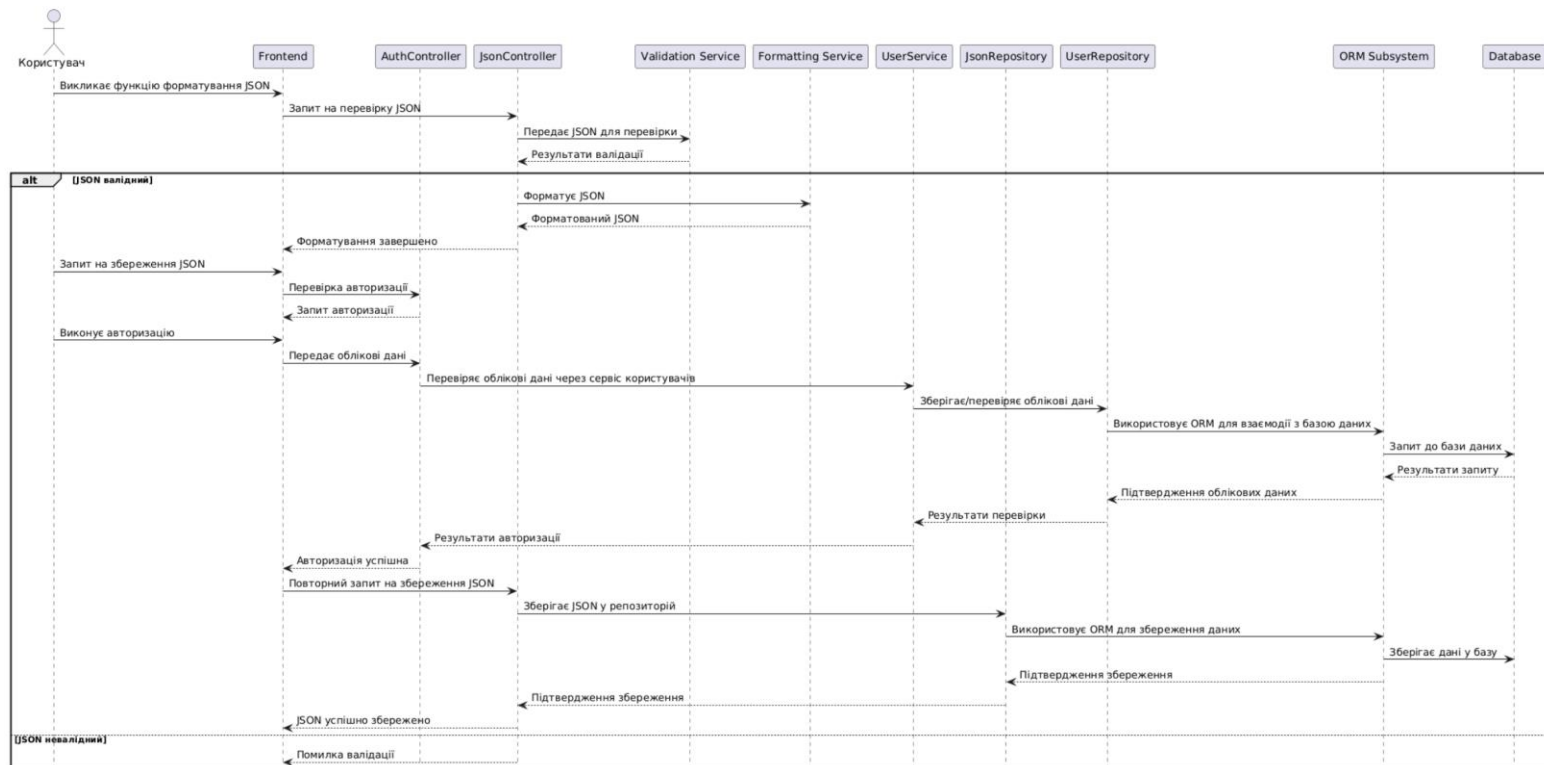 Користувач
Frontend
AuthController
JsonController
Validation Service
Formatting Service
UserService
JsonRepository
UserRepository
ORM Subsystem
Database
Викликає функцію форматування JSON
Запит на перевірку JSON
Передає JSON для перевірки
Результати валідації
alt
[JSON валідний]
Форматує JSON
Форматований JSON
Форматування завершено
Запит на збереження JSON
Перевірка авторизації
Запит авторизації
Виконує авторизацію
Передає облікові дані
Перевіряє облікові дані через сервіс користувачів
Зберігає/перевіряє облікові дані
Використовує ORM для взаємодії з базою даних
Запит до бази даних
Результати запиту
Підтвердження облікових даних
Результати перевірки
Результати авторизації
Авторизація успішна
Повторний запит на збереження JSON
Зберігає JSON у репозиторій
Використовує ORM для збереження даних
Зберігає дані у базу
Підтвердження збереження
Підтвердження збереження
JSON успішно збережено
[JSON невалідний]
Помилка валідації